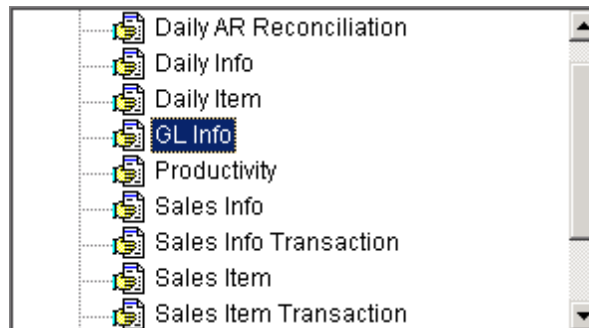 Daily AR Reconciliation
Daily Info
Daily Item
GL Info
Productivity
Sales Info
Sales Info Transaction
Sales Item
Sales Item Transaction